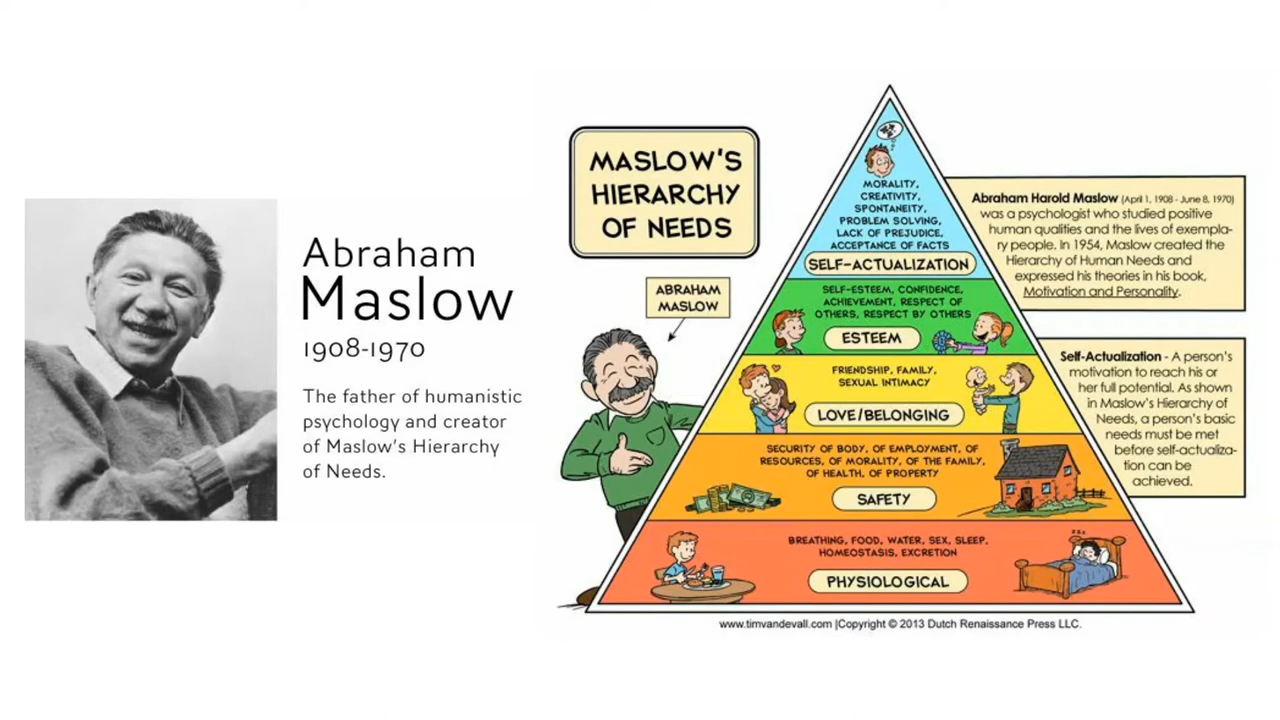 Abraham
Maslow
1908-1970
The father of humanistic
psychology and creator
of Maslow's Hierarchy
of Needs.
MASLOW'S
HIERARCHY
OF NEEDS
ABRAHAM
MASLOW
MORALITY,
CREATIVITY,
SPONTANEITY,
PROBLEM SOLVING,
LACK OF PREJUDICE,
ACCEPTANCE OF FACTS
SELF-ACTUALIZATION
SELF-ESTEEM, CONFIDENCE,
ACHIEVEMENT, RESPECT OF
OTHERS, RESPECT BY OTHERS
ESTEEM
FRIENDSHIP, FAMILY,
SEXUAL INTIMACY
LOVE/BELONGING
SECURITY OF BODY, OF EMPLOYMENT, OF
RESOURCES, OF MORALITY, OF THE FAMILY,
OF HEALTH, OF PROPERTY
SAFETY
BREATHING, FOOD, WATER, SEX, SLEEP,
HOMEOSTASIS, EXCRETION
PHYSIOLOGICAL
zzz
Abraham Harold Maslow (April 1, 1908 - June 8, 1970)
was a psychologist who studied positive
human qualities and the lives of exempla-
ry people. In 1954, Maslow created the
Hierarchy of Human Needs and
expressed his theories in his book,
Motivation and Personality.
Self-Actualization - A person's
motivation to reach his or
her full potential. As shown
in Maslow's Hierarchy of
Needs, a person's basic
needs must be met
before self-actualiza-
tion can be
achieved.
www.timvandevall.com |Copyright © 2013 Dutch Renaissance Press LLC.